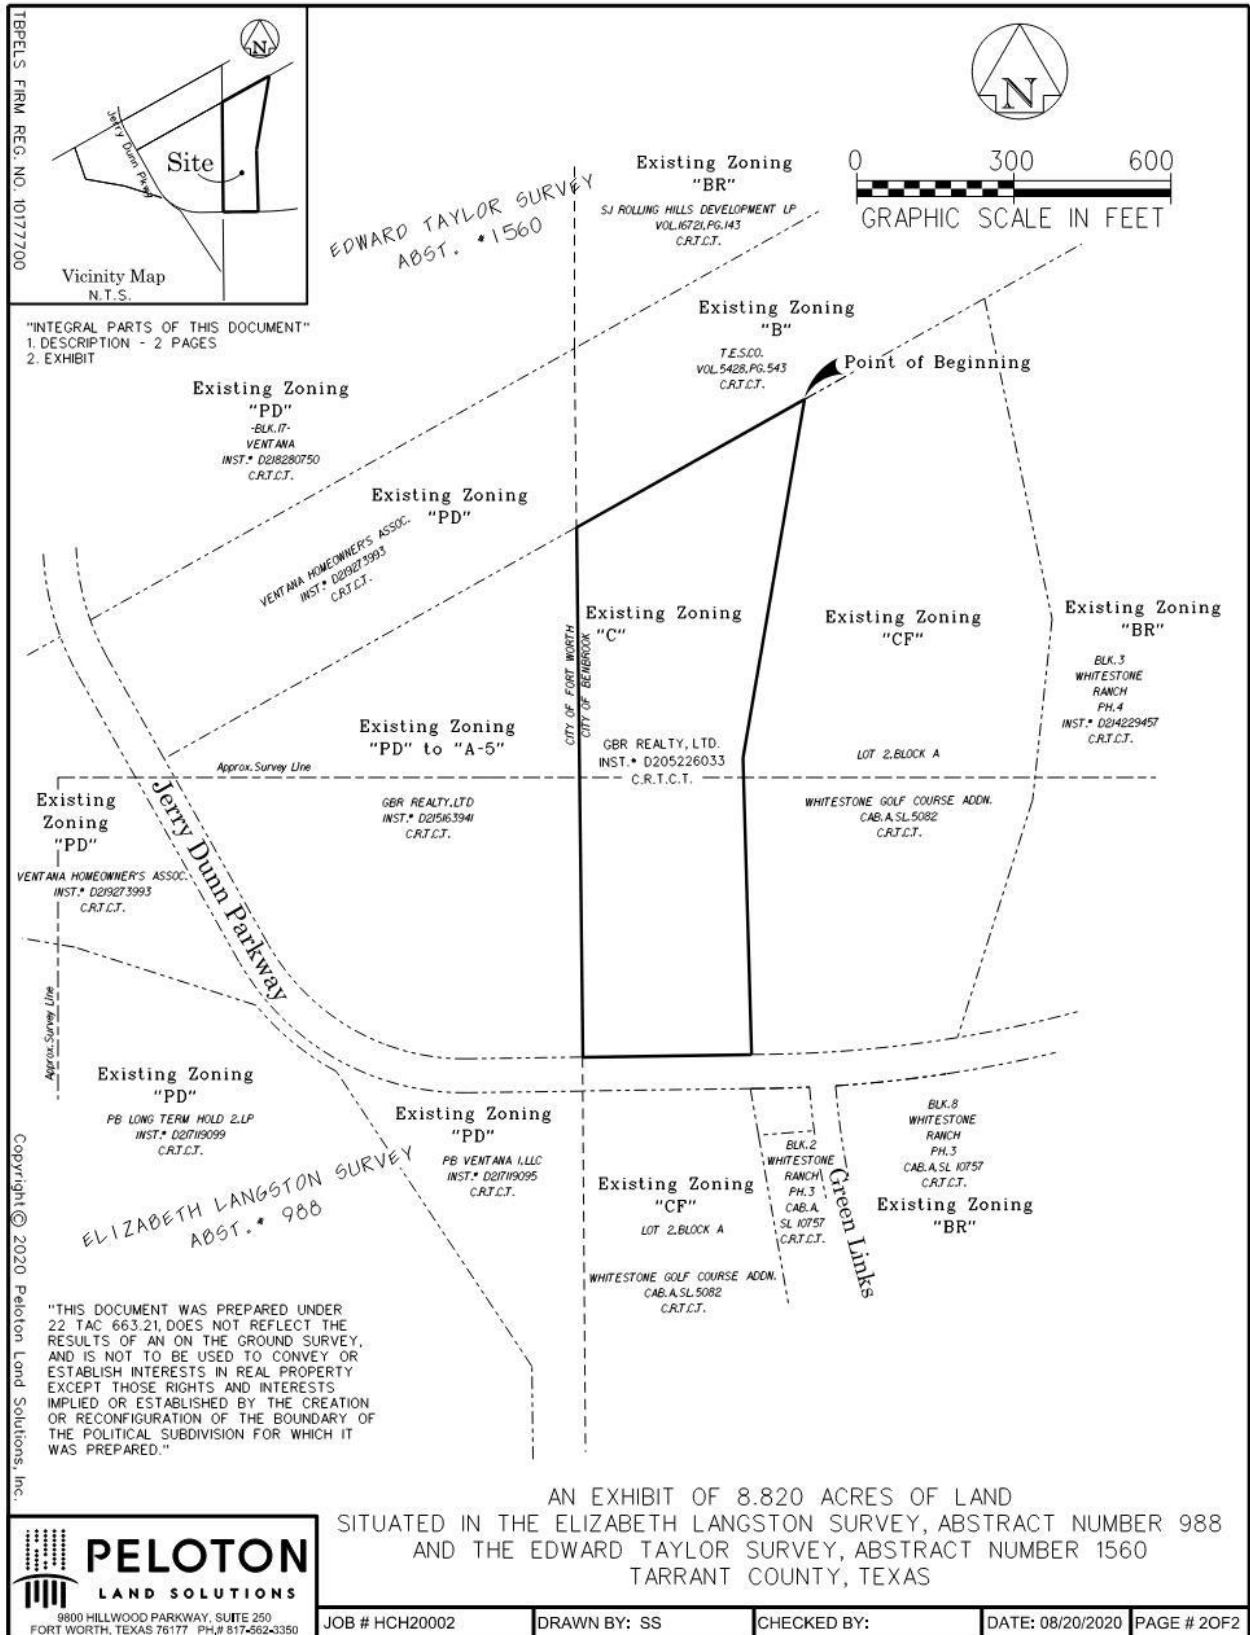 TBPELS FIRM REG. NO. 10177700
N
Jerry Dunn Pkwy
Site
Vicinity Map
N.T.S.
"INTEGRAL PARTS OF THIS DOCUMENT"
1. DESCRIPTION - 2 PAGES
2. EXHIBIT
N
0 300 600
GRAPHIC SCALE IN FEET
EDWARD TAYLOR SURVEY
ABST. #1560
Existing Zoning
"BR"
SJ ROLLING HILLS DEVELOPMENT LP
VOL.16721,PG.143
C.R.T.C.T.
Existing Zoning
"B"
T.E.S.CO.
VOL.5428,PG.543
C.R.T.C.T.
Point of Beginning
Existing Zoning
"PD"
-BLK.17-
VENTANA
INST.# D218280750
C.R.T.C.T.
Existing Zoning
"PD"
VENTANA HOMEOWNER'S ASSOC.
INST.# D219273993
C.R.T.C.T.
CITY OF FORT WORTH
CITY OF BENBROOK
Existing Zoning
"C"
GBR REALTY, LTD.
INST.# D205226033
C.R.T.C.T.
Existing Zoning
"CF"
LOT 2,BLOCK A
WHITESTONE GOLF COURSE ADDN.
CAB.A,SL.5082
C.R.T.C.T.
Existing Zoning
"BR"
BLK.3
WHITESTONE
RANCH
PH.4
INST.# D214229457
C.R.T.C.T.
Existing Zoning
"PD" to "A-5"
Approx.Survey Line
GBR REALTY,LTD
INST.# D215163941
C.R.T.C.T.
Jerry Dunn Parkway
Existing
Zoning
"PD"
VENTANA HOMEOWNER'S ASSOC.
INST.# D219273993
C.R.T.C.T.
Approx.Survey Line
Existing Zoning
"PD"
PB LONG TERM HOLD 2,LP
INST.# D217119099
C.R.T.C.T.
Existing Zoning
"PD"
PB VENTANA I,LLC
INST.# D217119095
C.R.T.C.T.
ELIZABETH LANGSTON SURVEY
ABST.# 988
Existing Zoning
"CF"
LOT 2,BLOCK A
WHITESTONE GOLF COURSE ADDN.
CAB.A,SL.5082
C.R.T.C.T.
BLK.2
WHITESTONE
RANCH
PH.3
CAB.A
SL 10757
C.R.T.C.T.
Green Links
BLK.8
WHITESTONE
RANCH
PH.3
CAB.A,SL 10757
C.R.T.C.T.
Existing Zoning
"BR"
Copyright © 2020 Peloton Land Solutions, Inc.
"THIS DOCUMENT WAS PREPARED UNDER
22 TAC 663.21, DOES NOT REFLECT THE
RESULTS OF AN ON THE GROUND SURVEY,
AND IS NOT TO BE USED TO CONVEY OR
ESTABLISH INTERESTS IN REAL PROPERTY
EXCEPT THOSE RIGHTS AND INTERESTS
IMPLIED OR ESTABLISHED BY THE CREATION
OR RECONFIGURATION OF THE BOUNDARY OF
THE POLITICAL SUBDIVISION FOR WHICH IT
WAS PREPARED."
AN EXHIBIT OF 8.820 ACRES OF LAND
SITUATED IN THE ELIZABETH LANGSTON SURVEY, ABSTRACT NUMBER 988
AND THE EDWARD TAYLOR SURVEY, ABSTRACT NUMBER 1560
TARRANT COUNTY, TEXAS
PELOTON
LAND SOLUTIONS
9800 HILLWOOD PARKWAY, SUITE 250
FORT WORTH, TEXAS 76177 PH.# 817-562-3350
JOB # HCH20002
DRAWN BY: SS
CHECKED BY:
DATE: 08/20/2020
PAGE # 2OF2